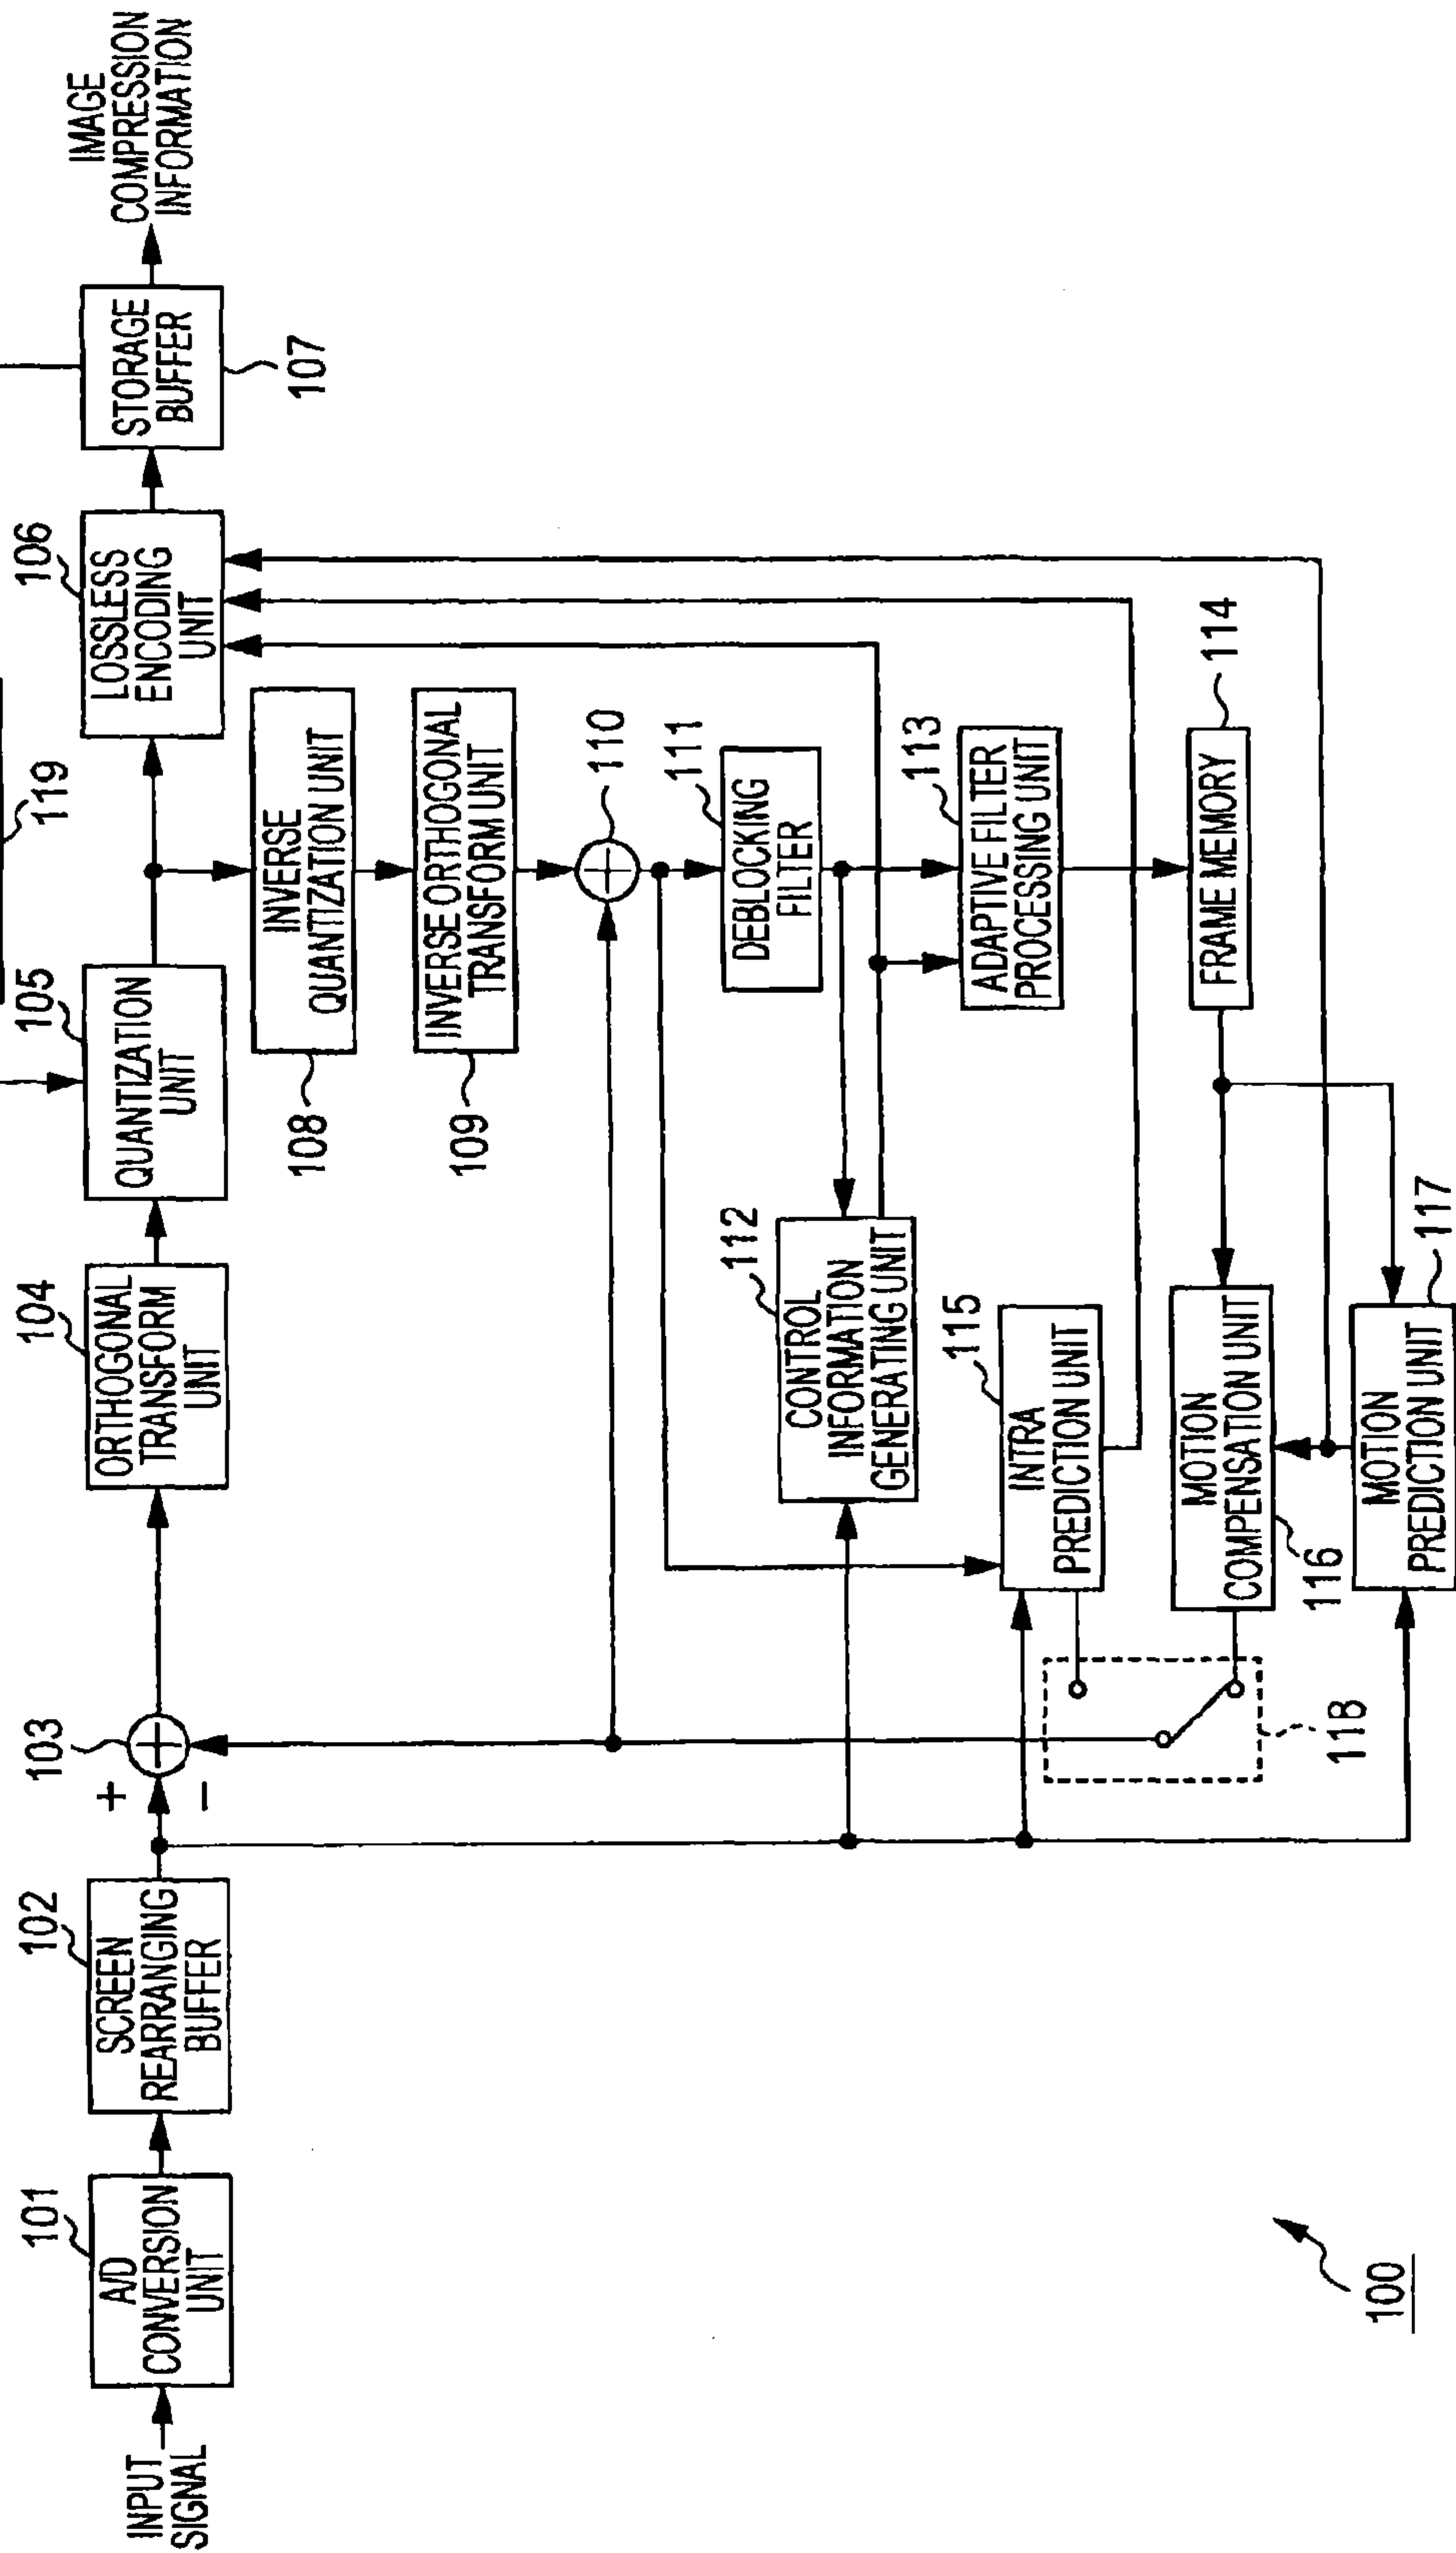 119
101
A/D
CONVERSION
UNIT
102
SCREEN
REARRANGING
BUFFER
103
+
−
104
ORTHOGONAL
TRANSFORM
UNIT
105
QUANTIZATION
UNIT
106
LOSSLESS
ENCODING
UNIT
STORAGE
BUFFER
107
IMAGE
COMPRESSION
INFORMATION
INPUT
SIGNAL
INVERSE
QUANTIZATION UNIT
108
INVERSE ORTHOGONAL
TRANSFORM UNIT
109
110
111
DEBLOCKING
FILTER
112
CONTROL
INFORMATION
GENERATING UNIT
113
ADAPTIVE FILTER
PROCESSING UNIT
115
INTRA
PREDICTION UNIT
114
FRAME MEMORY
MOTION
COMPENSATION UNIT
116
118
MOTION
PREDICTION UNIT
117
100